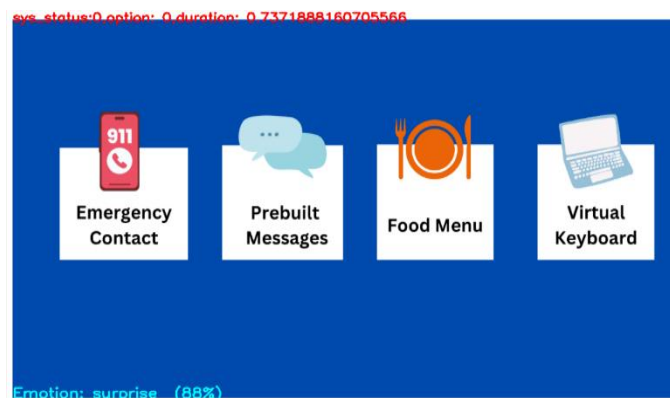 sys_status:0,option: 0,duration: 0.7371888160705566
911
Emergency
Contact
Prebuilt
Messages
Food Menu
Virtual
Keyboard
Emotion: surprise (88%)